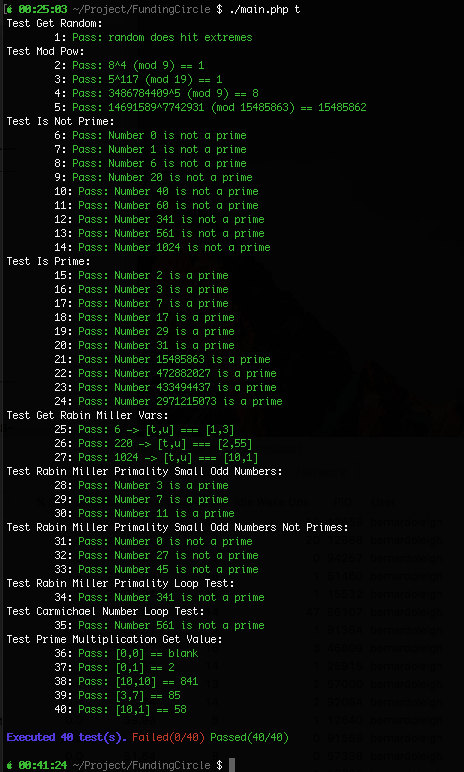 00:25:03 ~/Project/FundingCircle $ ./main.php t
Test Get Random:
1: Pass: random does hit extremes
Test Mod Pow:
2: Pass: 8^4 (mod 9) == 1
3: Pass: 5^117 (mod 19) == 1
4: Pass: 3486784409^5 (mod 9) == 8
5: Pass: 14691589^7742931 (mod 15485863) == 15485862
Test Is Not Prime:
6: Pass: Number 0 is not a prime
7: Pass: Number 1 is not a prime
8: Pass: Number 6 is not a prime
9: Pass: Number 20 is not a prime
10: Pass: Number 40 is not a prime
11: Pass: Number 60 is not a prime
12: Pass: Number 341 is not a prime
13: Pass: Number 561 is not a prime
14: Pass: Number 1024 is not a prime
Test Is Prime:
15: Pass: Number 2 is a prime
16: Pass: Number 3 is a prime
17: Pass: Number 7 is a prime
18: Pass: Number 17 is a prime
19: Pass: Number 29 is a prime
20: Pass: Number 31 is a prime
21: Pass: Number 15485863 is a prime
22: Pass: Number 472882027 is a prime
23: Pass: Number 433494437 is a prime
24: Pass: Number 2971215073 is a prime
Test Get Rabin Miller Vars:
25: Pass: 6 -> [t,u] === [1,3]
26: Pass: 220 -> [t,u] === [2,55]
27: Pass: 1024 -> [t,u] === [10,1]
Test Rabin Miller Primality Small Odd Numbers:
28: Pass: Number 3 is a prime
29: Pass: Number 7 is a prime
30: Pass: Number 11 is a prime
Test Rabin Miller Primality Small Odd Numbers Not Primes:
31: Pass: Number 0 is not a prime
32: Pass: Number 27 is not a prime
33: Pass: Number 45 is not a prime
Test Rabin Miller Primality Loop Test:
34: Pass: Number 341 is not a prime
Test Carmichael Number Loop Test:
35: Pass: Number 561 is not a prime
Test Prime Multiplication Get Value:
36: Pass: [0,0] == blank
37: Pass: [0,1] == 2
38: Pass: [10,10] == 841
39: Pass: [3,7] == 85
40: Pass: [10,1] == 58
Executed 40 test(s). Failed(0/40) Passed(40/40)
00:41:24 ~/Project/FundingCircle $